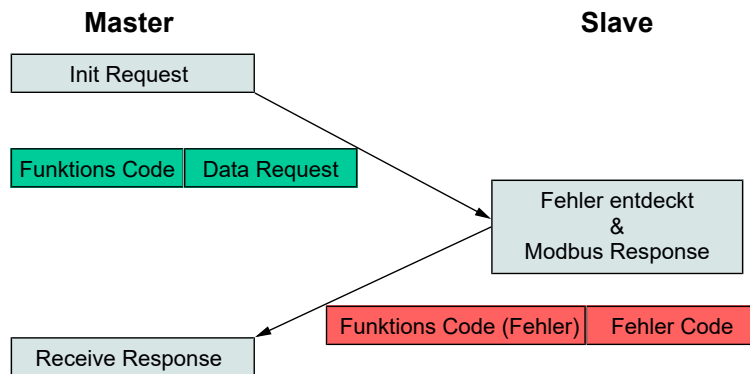 Master
Slave
Init Request
Funktions Code
Data Request
Fehler entdeckt
&
Modbus Response
Funktions Code (Fehler)
Fehler Code
Receive Response